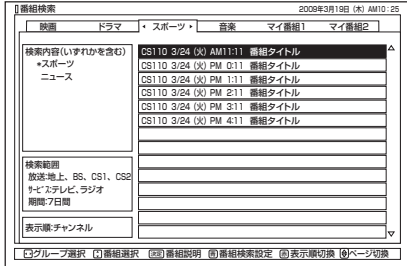 番組検索 2009年3月19日 (木) AM10:25
映画 ドラマ スポーツ 音楽 マイ番組1 マイ番組2
検索内容(いずれかを含む)
*スポーツ
ニュース
CS110 3/24 (火) AM11:11 番組タイトル
CS110 3/24 (火) PM 0:11 番組タイトル
CS110 3/24 (火) PM 1:11 番組タイトル
CS110 3/24 (火) PM 2:11 番組タイトル
CS110 3/24 (火) PM 3:11 番組タイトル
CS110 3/24 (火) PM 4:11 番組タイトル
検索範囲
放送:地上、BS、CS1、CS2
サービス:テレビ、ラジオ
期間:7日間
表示順:チャンネル
グループ選択 番組選択 決定 番組説明 青 番組検索設定 赤 表示順切換 ページ切換